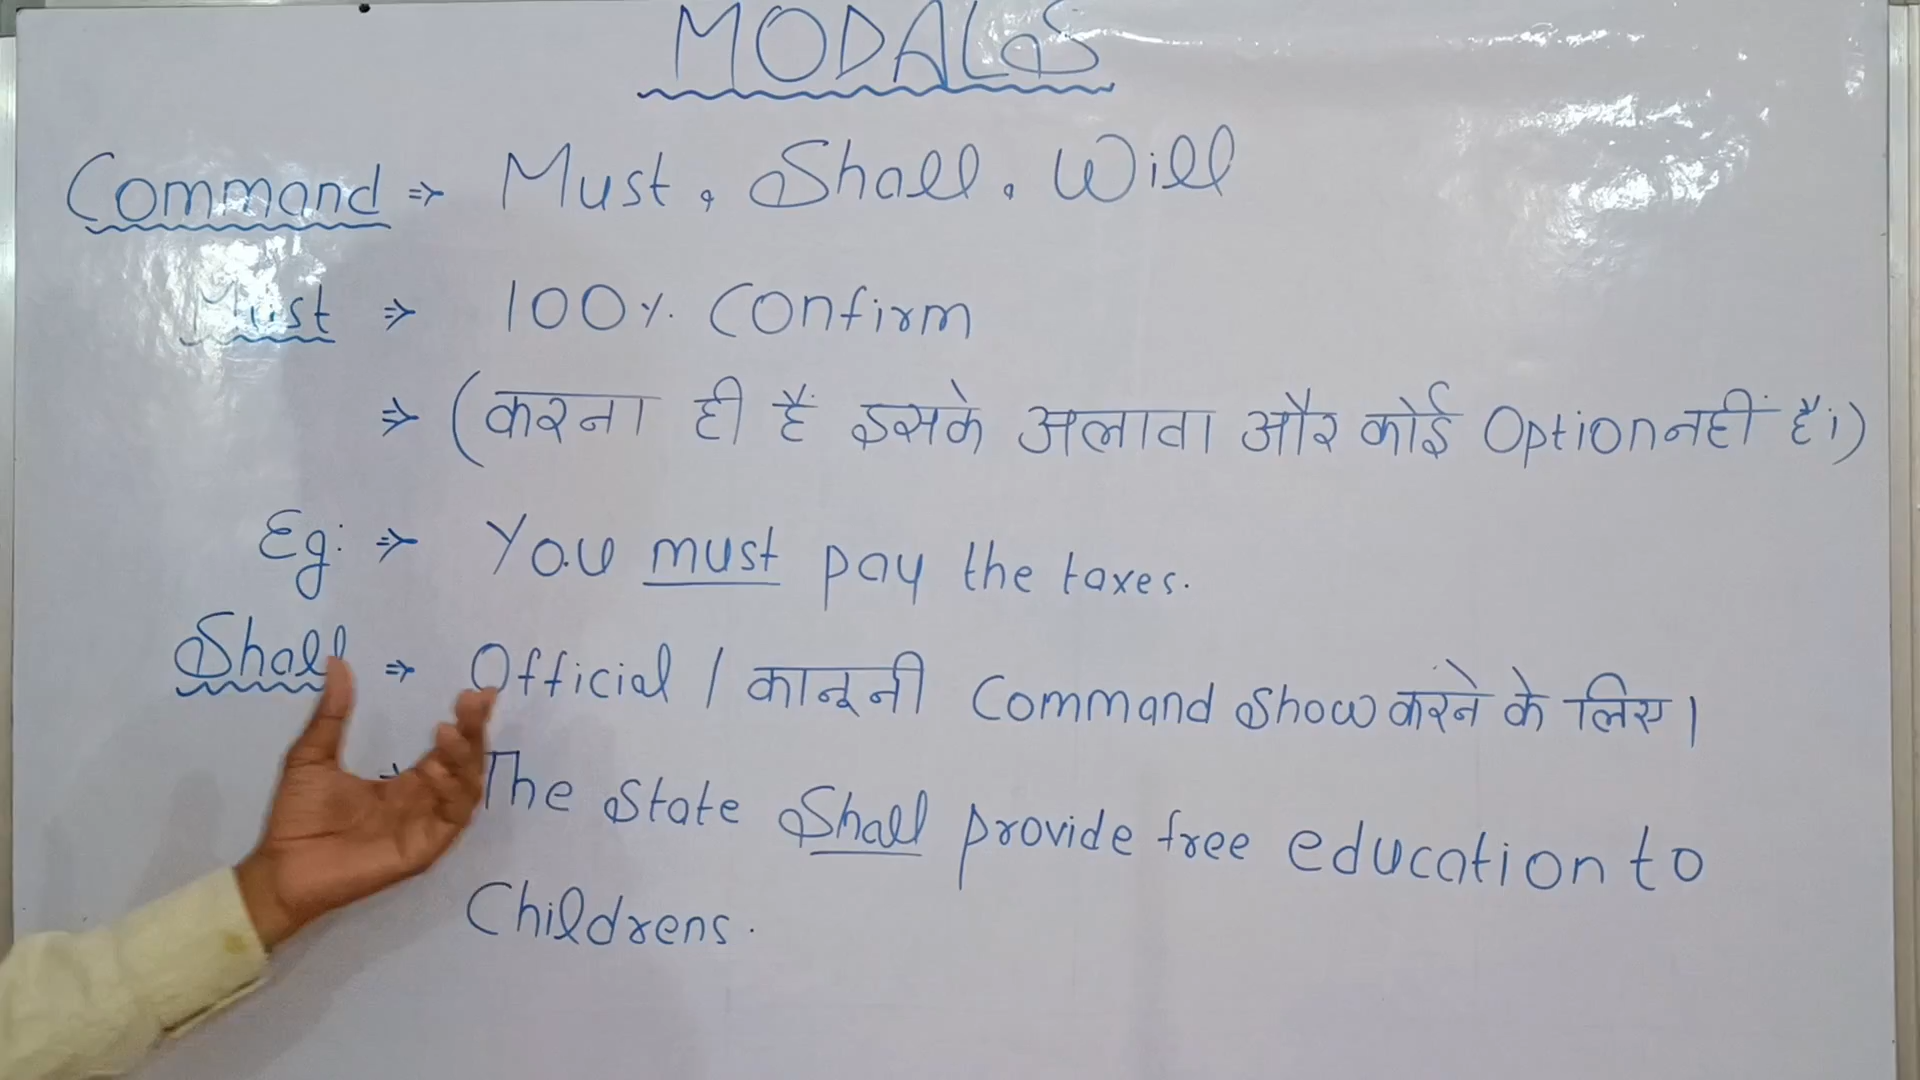 MODALS
Command ⇒ Must, Shall, Will
Must ⇒ 100% Confirm
⇒ (करना ही है इसके अलावा और कोई Option नहीं है।)
Eg: ⇒ You must pay the taxes.
Shall ⇒ Official / कानूनी Command Show करने के लिए।
⇒ The State Shall provide free education to
Childrens.